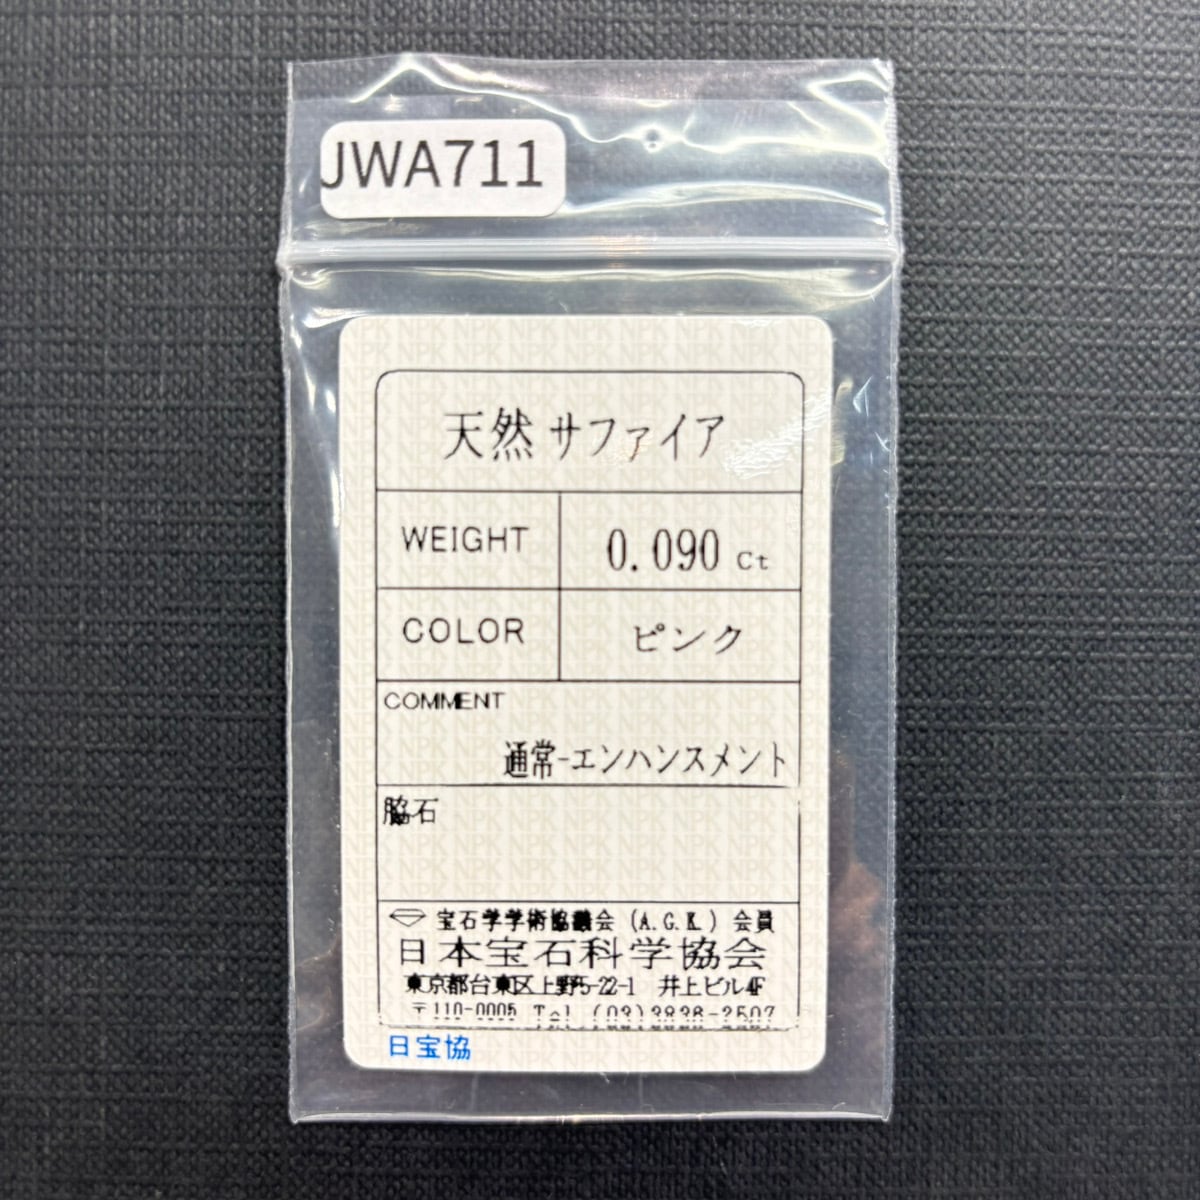 JWA711
天然サファイア
WEIGHT 0.090 Ct
COLOR ピンク
COMMENT
通常-エンハンスメント
脇石
宝石学学術協議会 (A.G.K.) 会員
日本宝石科学協会
東京都台東区上野5-22-1 井上ビル4F
〒110-0005 Tel (03)3836-2507
日宝協